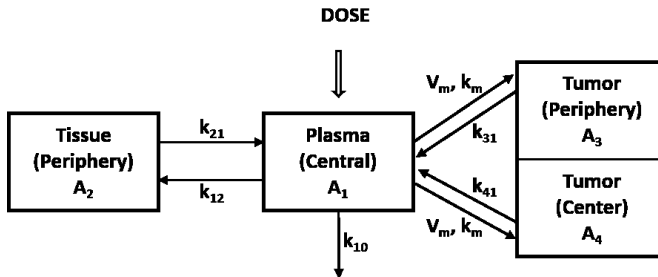 DOSE
Tissue
(Periphery)
A₂
k₂₁
k₁₂
Plasma
(Central)
A₁
k₁₀
Vₘ, kₘ
k₃₁
k₄₁
Vₘ, kₘ
Tumor
(Periphery)
A₃
Tumor
(Center)
A₄